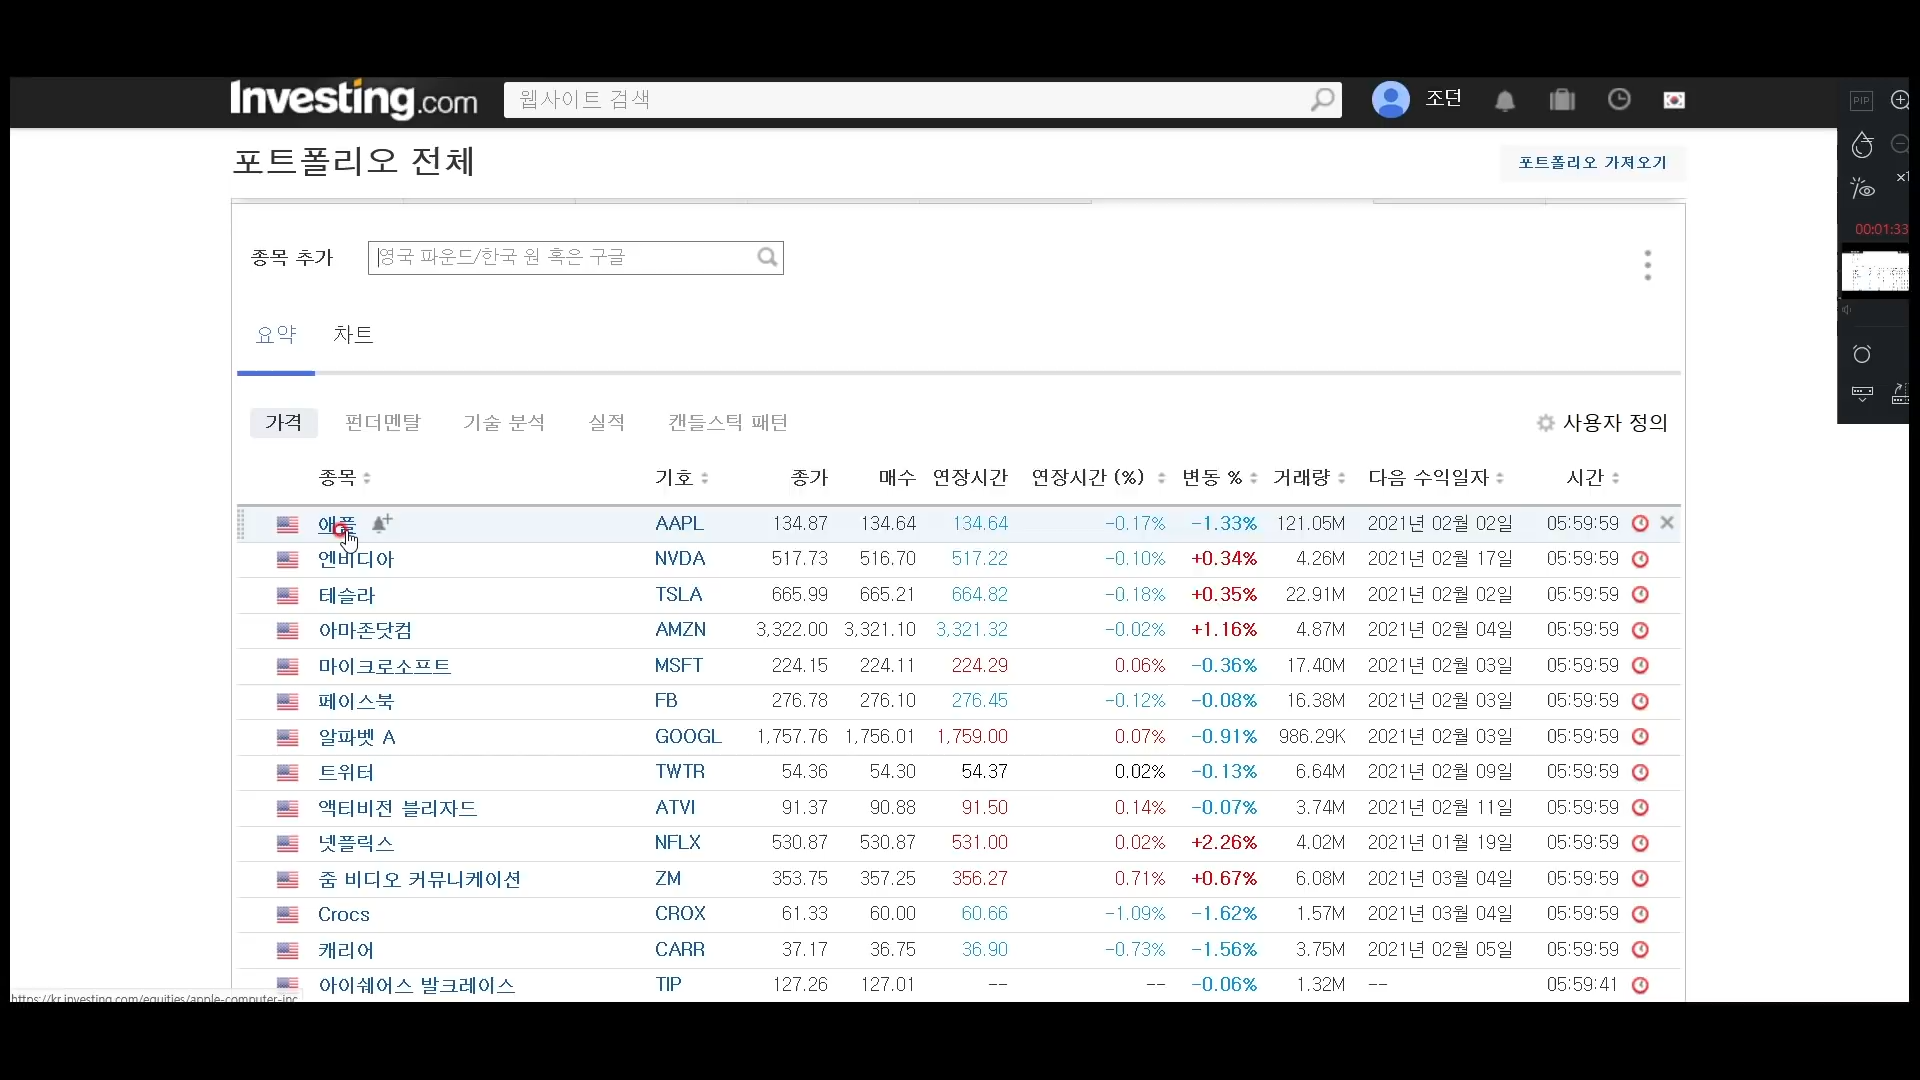 Investing.com 웹사이트 검색 조던
PIP
포트폴리오 전체 포트폴리오 가져오기
00:01:33
종목 추가 영국 파운드/한국 원 혹은 구글
요약 차트
가격 펀더멘탈 기술 분석 실적 캔들스틱 패턴 사용자 정의
종목 기호 종가 매수 연장시간 연장시간 (%) 변동 % 거래량 다음 수익일자 시간
애플 AAPL 134.87 134.64 134.64 -0.17% -1.33% 121.05M 2021년 02월 02일 05:59:59
엔비디아 NVDA 517.73 516.70 517.22 -0.10% +0.34% 4.26M 2021년 02월 17일 05:59:59
테슬라 TSLA 665.99 665.21 664.82 -0.18% +0.35% 22.91M 2021년 02월 02일 05:59:59
아마존닷컴 AMZN 3,322.00 3,321.10 3,321.32 -0.02% +1.16% 4.87M 2021년 02월 04일 05:59:59
마이크로소프트 MSFT 224.15 224.11 224.29 0.06% -0.36% 17.40M 2021년 02월 03일 05:59:59
페이스북 FB 276.78 276.10 276.45 -0.12% -0.08% 16.38M 2021년 02월 03일 05:59:59
알파벳 A GOOGL 1,757.76 1,756.01 1,759.00 0.07% -0.91% 986.29K 2021년 02월 03일 05:59:59
트위터 TWTR 54.36 54.30 54.37 0.02% -0.13% 6.64M 2021년 02월 09일 05:59:59
액티비전 블리자드 ATVI 91.37 90.88 91.50 0.14% -0.07% 3.74M 2021년 02월 11일 05:59:59
넷플릭스 NFLX 530.87 530.87 531.00 0.02% +2.26% 4.02M 2021년 01월 19일 05:59:59
줌 비디오 커뮤니케이션 ZM 353.75 357.25 356.27 0.71% +0.67% 6.08M 2021년 03월 04일 05:59:59
Crocs CROX 61.33 60.00 60.66 -1.09% -1.62% 1.57M 2021년 03월 04일 05:59:59
캐리어 CARR 37.17 36.75 36.90 -0.73% -1.56% 3.75M 2021년 02월 05일 05:59:59
아이쉐어스 발크레이스 TIP 127.26 127.01 -- -- -0.06% 1.32M -- 05:59:41
https://kr.investing.com/equities/apple-computer-inc